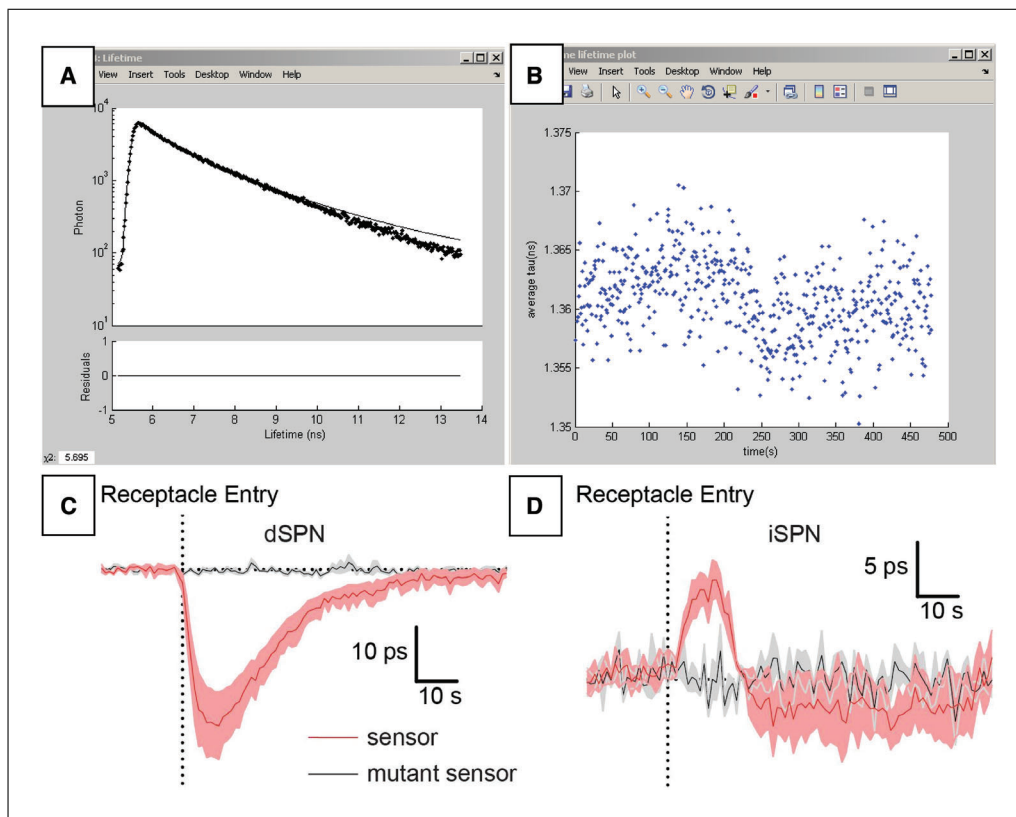 A
: Lifetime
View Insert Tools Desktop Window Help
10^4
10^3
10^2
10^1
Photon
1
0
-1
Residuals
5 6 7 8 9 10 11 12 13 14
Lifetime (ns)
χ2: 5.695
B
ne lifetime plot
View Insert Tools Desktop Window Help
1.375
1.37
1.365
1.36
1.355
1.35
average tau(ns)
0 50 100 150 200 250 300 350 400 450 500
time(s)
C
Receptacle Entry
dSPN
10 ps
10 s
sensor
mutant sensor
D
Receptacle Entry
iSPN
5 ps
10 s